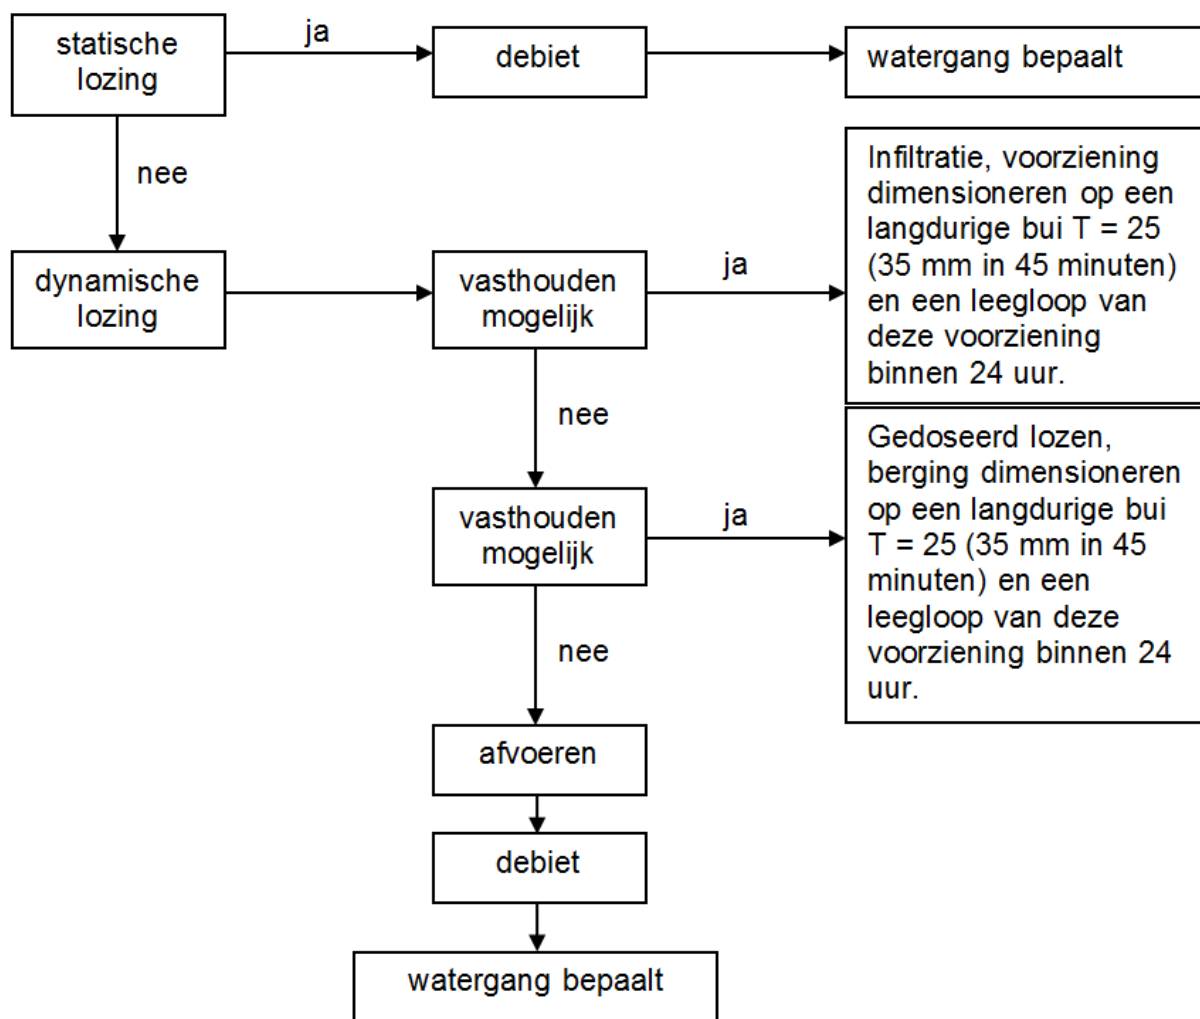 statische
lozing
ja
debiet
watergang bepaalt
nee
Infiltratie, voorziening
dimensioneren op een
langdurige bui T = 25
(35 mm in 45 minuten)
en een leegloop van
deze voorziening
binnen 24 uur.
dynamische
lozing
vasthouden
mogelijk
ja
nee
Gedoseerd lozen,
berging dimensioneren
op een langdurige bui
T = 25 (35 mm in 45
minuten) en een
leegloop van deze
voorziening binnen 24
uur.
vasthouden
mogelijk
ja
nee
afvoeren
debiet
watergang bepaalt